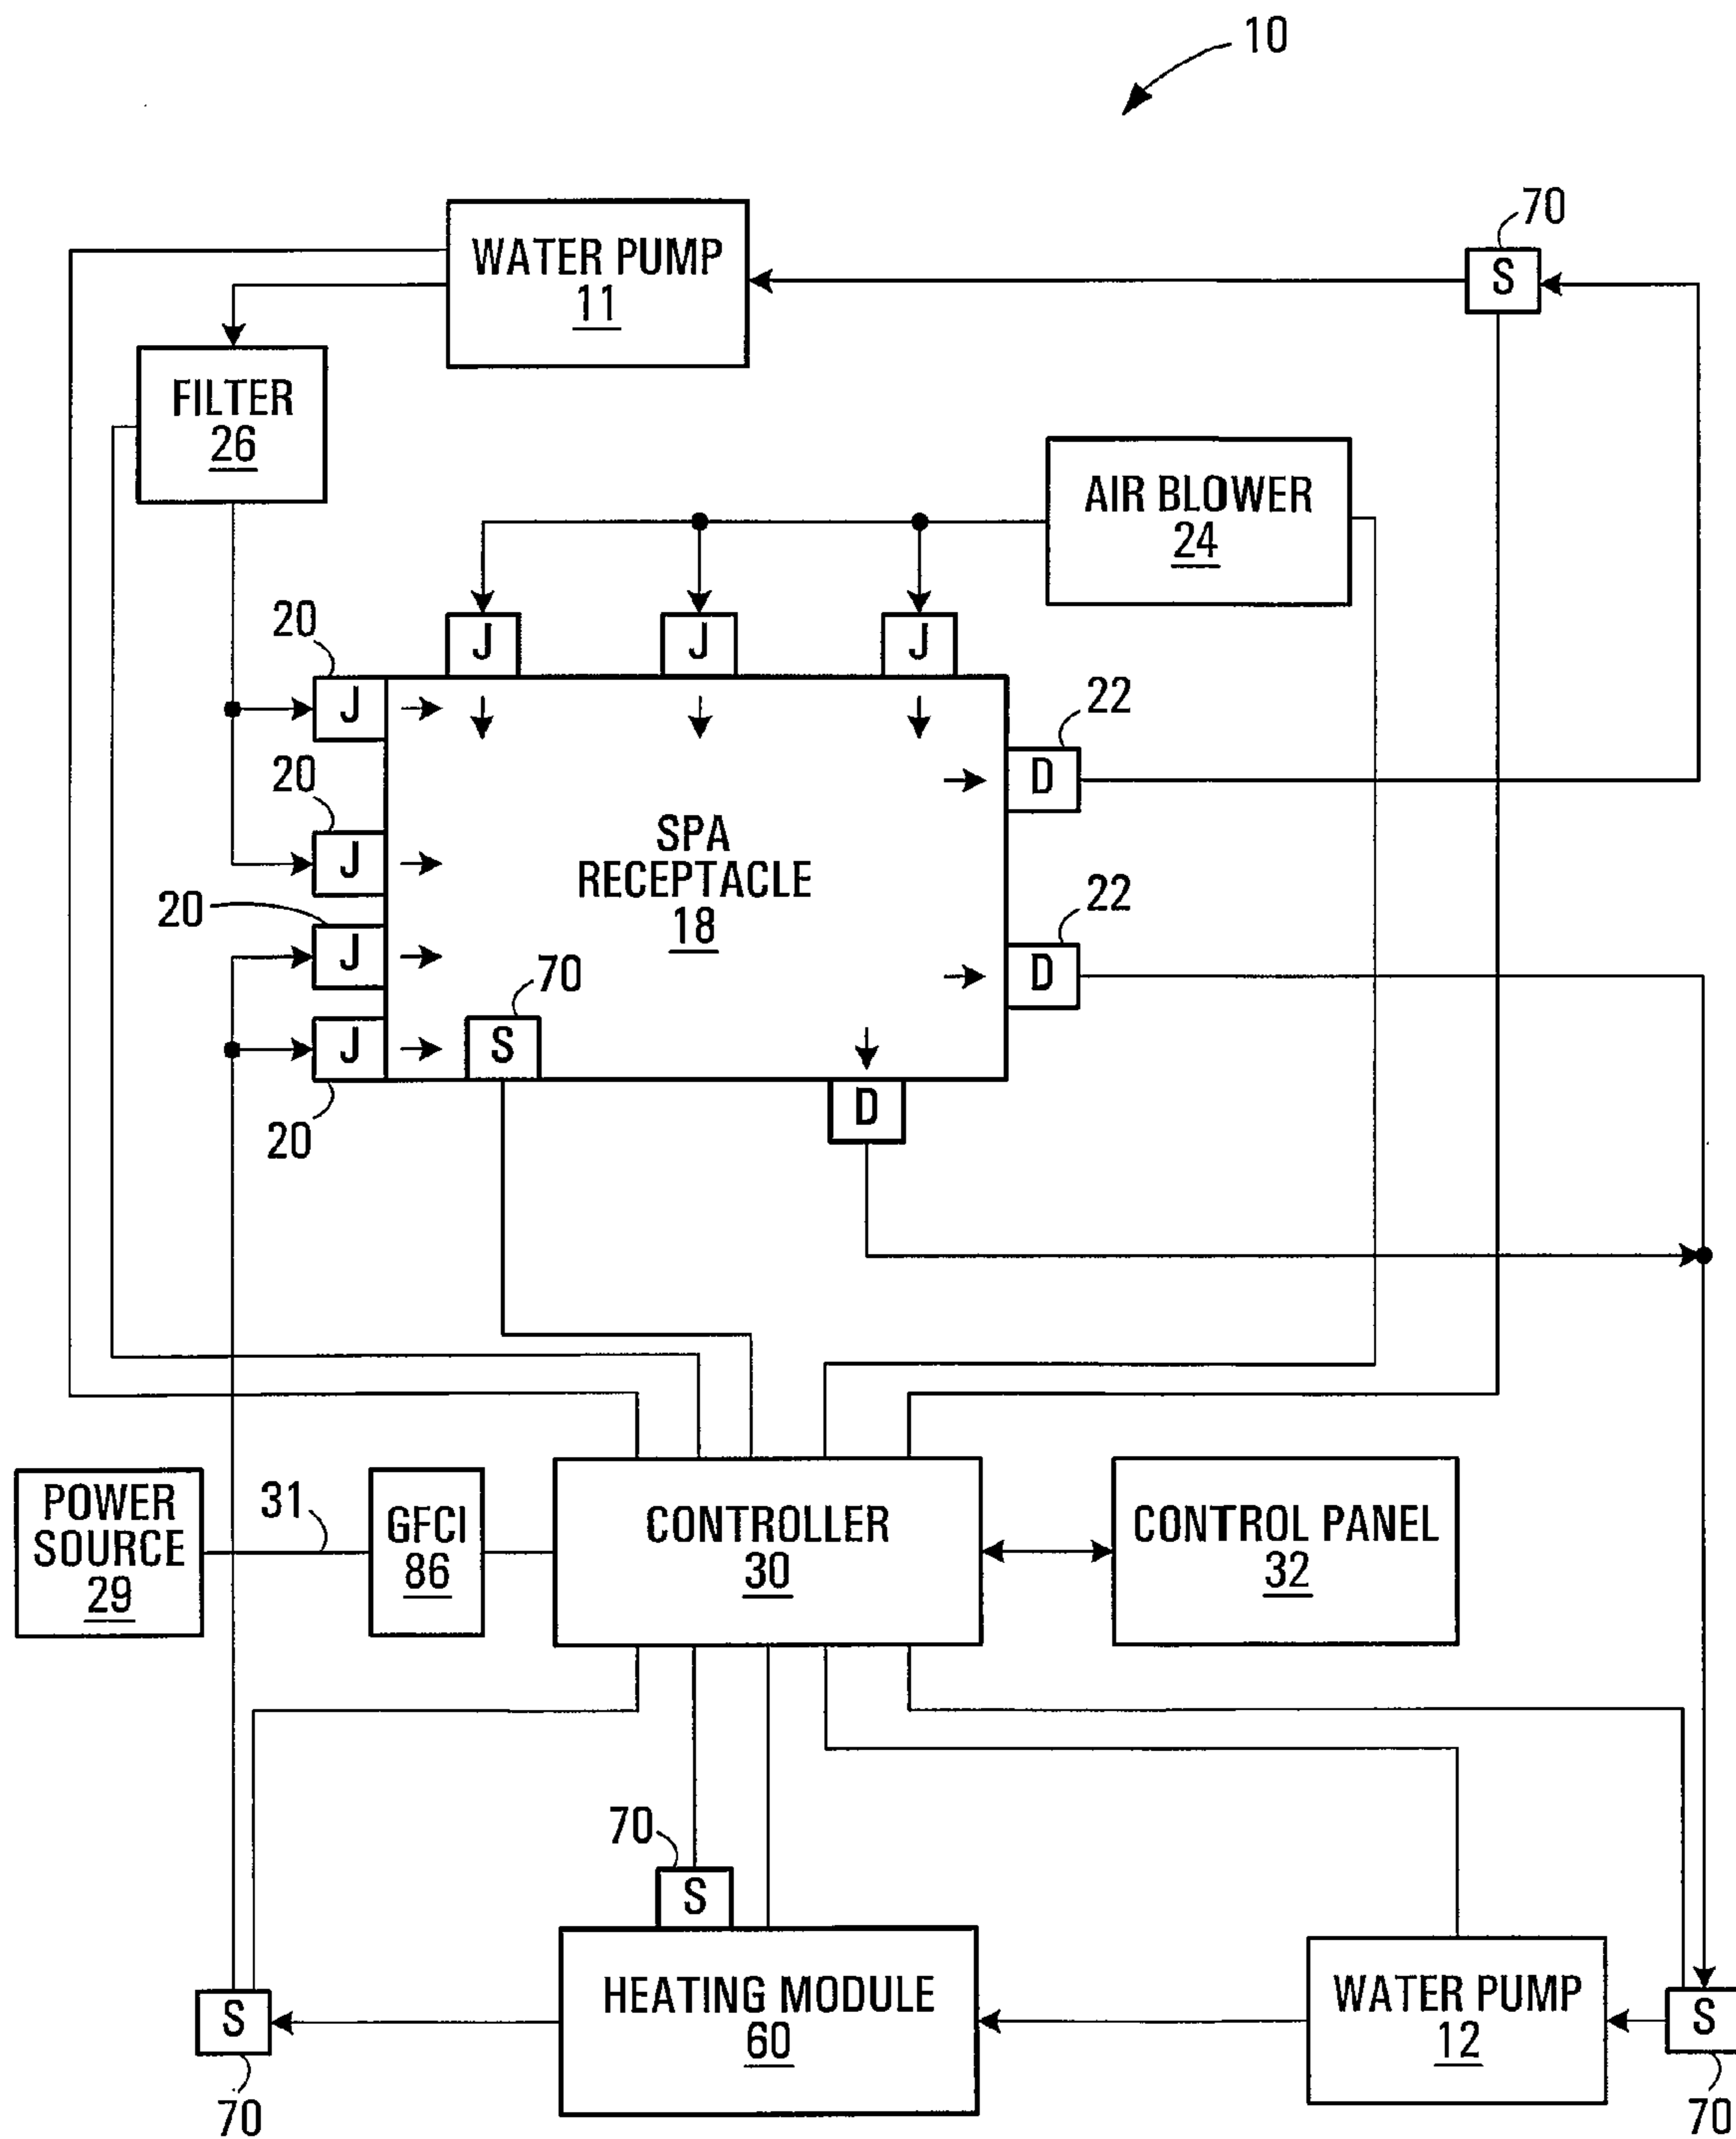 10
70
WATER PUMP
11
S
FILTER
26
AIR BLOWER
24
20
J
J
J
J
22
D
20
J
SPA
RECEPTACLE
18
22
D
20
J
70
S
J
20
D
POWER
SOURCE
29
31
GFCI
86
CONTROLLER
30
CONTROL PANEL
32
70
S
HEATING MODULE
60
WATER PUMP
12
S
70
S
70